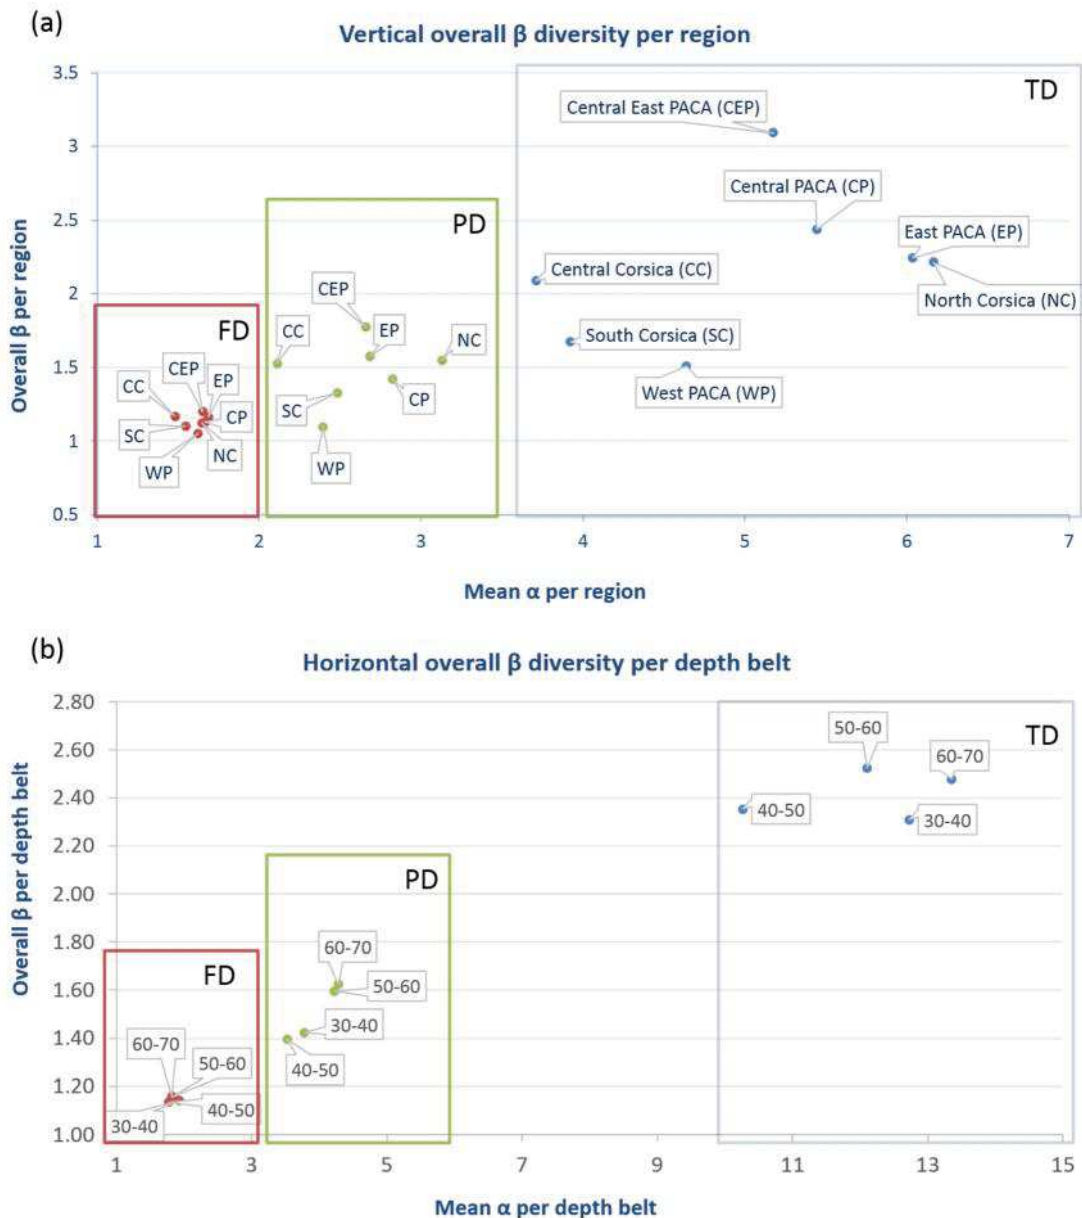 (a)
Vertical overall β diversity per region
3.5
3
2.5
2
1.5
1
0.5
Overall β per region
TD
Central East PACA (CEP)
Central PACA (CP)
East PACA (EP)
Central Corsica (CC)
North Corsica (NC)
South Corsica (SC)
West PACA (WP)
PD
CEP
CC
EP
NC
CP
SC
WP
FD
CEP
EP
CC
CP
SC
WP
NC
1 2 3 4 5 6 7
Mean α per region
(b)
Horizontal overall β diversity per depth belt
2.80
2.60
2.40
2.20
2.00
1.80
1.60
1.40
1.20
1.00
Overall β per depth belt
TD
50-60
60-70
40-50
30-40
PD
60-70
50-60
30-40
40-50
FD
60-70
50-60
40-50
30-40
1 3 5 7 9 11 13 15
Mean α per depth belt